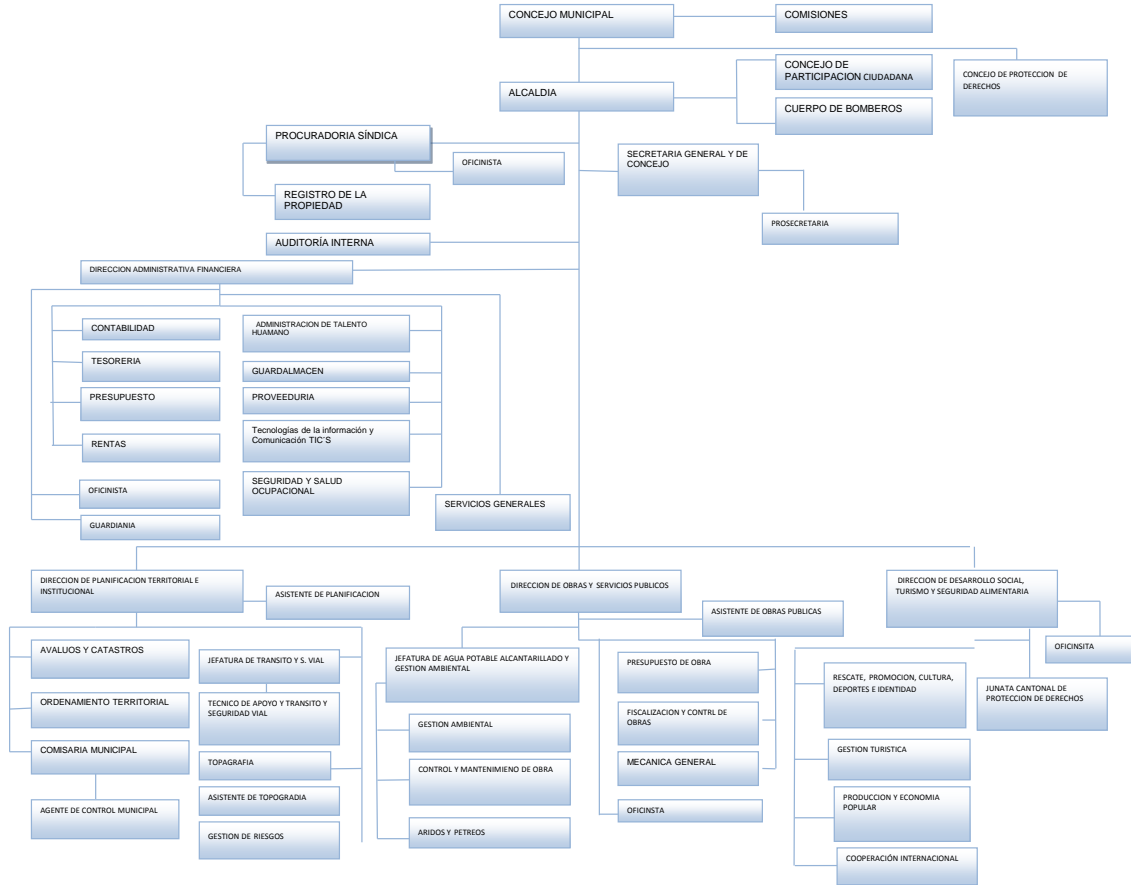 CONCEJO MUNICIPAL
COMISIONES
CONCEJO DE
PARTICIPACION CIUDADANA
CONCEJO DE PROTECCION DE
DERECHOS
ALCALDIA
CUERPO DE BOMBEROS
PROCURADORIA SÍNDICA
OFICINISTA
SECRETARIA GENERAL Y DE
CONCEJO
REGISTRO DE LA
PROPIEDAD
PROSECRETARIA
AUDITORÍA INTERNA
DIRECCION ADMINISTRATIVA FINANCIERA
CONTABILIDAD
TESORERIA
PRESUPUESTO
RENTAS
OFICINISTA
GUARDIANIA
ADMINISTRACION DE TALENTO
HUAMANO
GUARDALMACEN
PROVEEDURIA
Tecnologías de la información y
Comunicación TIC´S
SEGURIDAD Y SALUD
OCUPACIONAL
SERVICIOS GENERALES
DIRECCION DE PLANIFICACION TERRITORIAL E
INSTITUCIONAL
ASISTENTE DE PLANIFICACION
AVALUOS Y CATASTROS
ORDENAMIENTO TERRITORIAL
COMISARIA MUNICIPAL
AGENTE DE CONTROL MUNICIPAL
JEFATURA DE TRANSITO Y S. VIAL
TECNICO DE APOYO Y TRANSITO Y
SEGURIDAD VIAL
TOPAGRAFIA
ASISTENTE DE TOPOGRADIA
GESTION DE RIESGOS
DIRECCION DE OBRAS Y SERVICIOS PUBLICOS
ASISTENTE DE OBRAS PUBLICAS
JEFATURA DE AGUA POTABLE ALCANTARILLADO Y
GESTION AMBIENTAL
GESTION AMBIENTAL
CONTROL Y MANTENIMIENO DE OBRA
ARIDOS Y PETREOS
PRESUPUESTO DE OBRA
FISCALIZACION Y CONTRL DE
OBRAS
MECANICA GENERAL
OFICINSTA
DIRECCION DE DESARROLLO SOCIAL,
TURISMO Y SEGURIDAD ALIMENTARIA
OFICINSITA
RESCATE, PROMOCION, CULTURA,
DEPORTES E IDENTIDAD
JUNATA CANTONAL DE
PROTECCION DE DERECHOS
GESTION TURISTICA
PRODUCCION Y ECONOMIA
POPULAR
COOPERACIÓN INTERNACIONAL